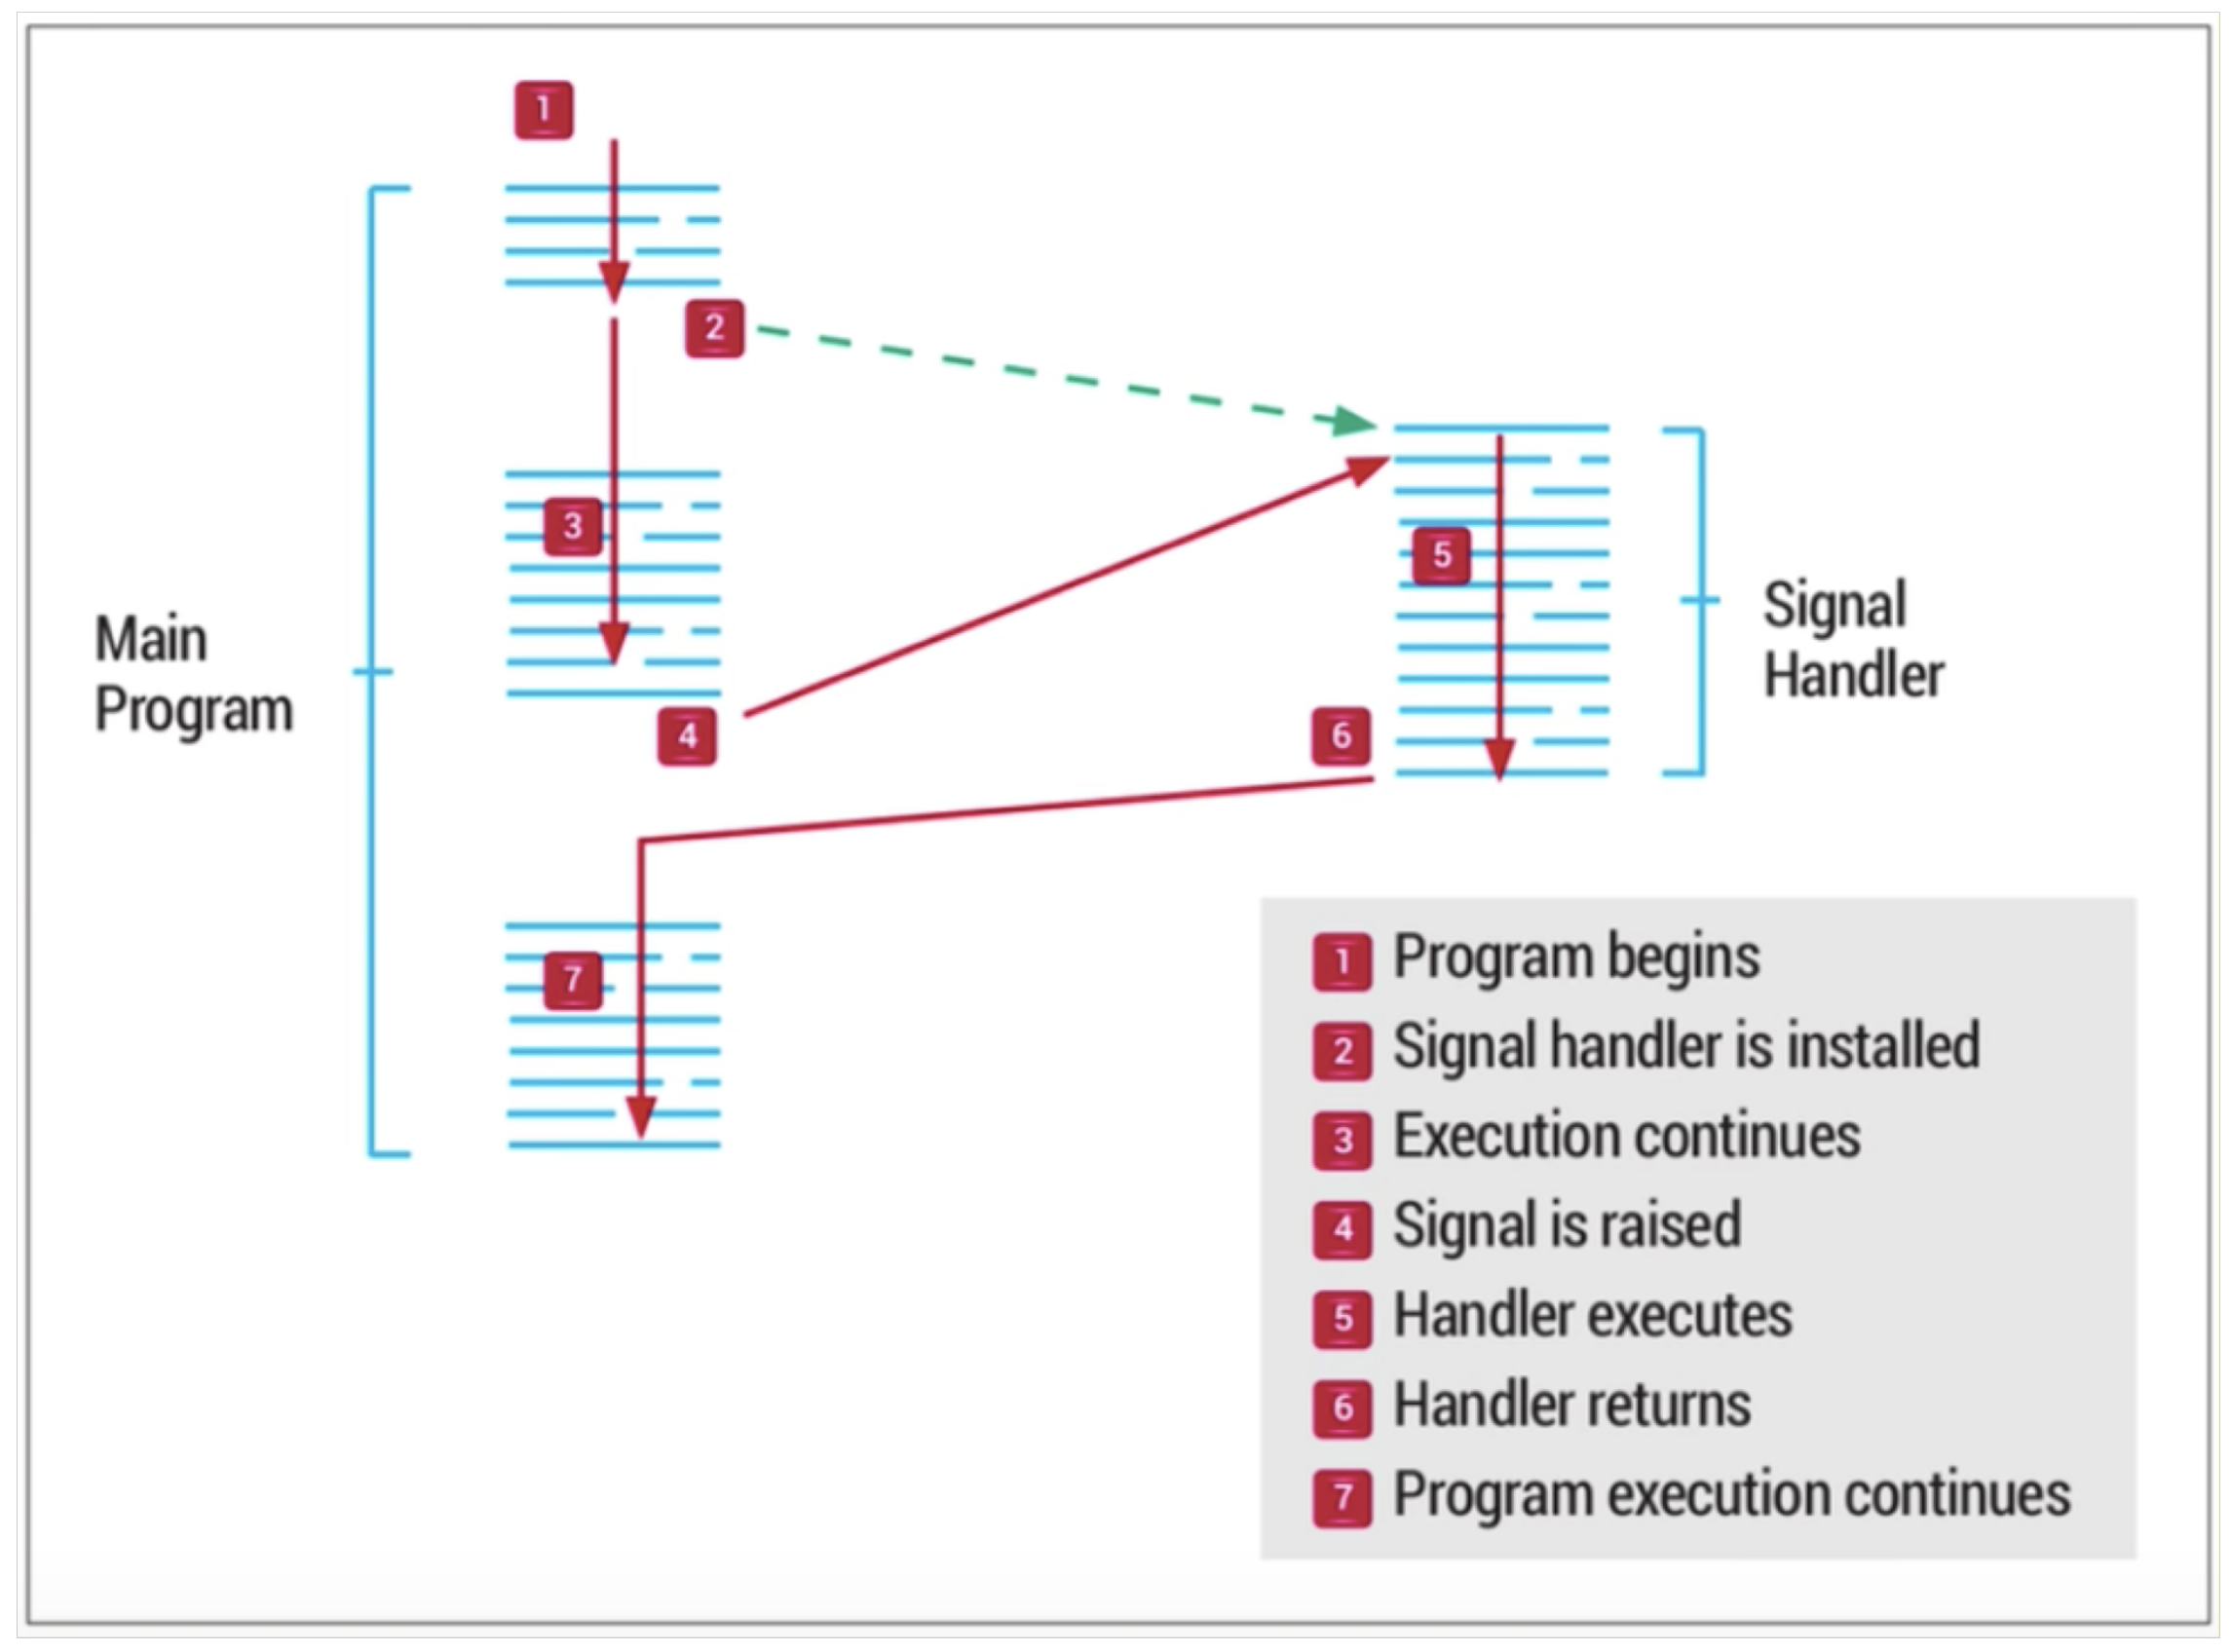 1
2
3
Main
Program
4
5
Signal
Handler
6
7
1 Program begins
2 Signal handler is installed
3 Execution continues
4 Signal is raised
5 Handler executes
6 Handler returns
7 Program execution continues